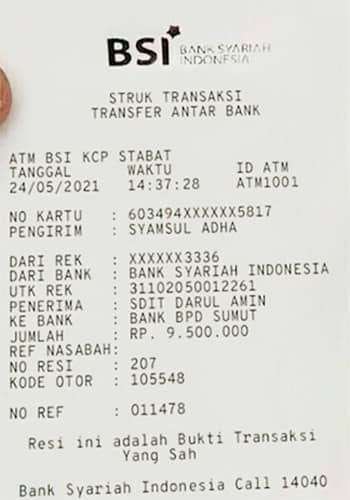 BSI BANK SYARIAH
INDONESIA
STRUK TRANSAKSI
TRANSFER ANTAR BANK
ATM BSI KCP STABAT
TANGGAL WAKTU ID ATM
24/05/2021 14:37:28 ATM1001
NO KARTU : 603494XXXXXX5817
PENGIRIM : SYAMSUL ADHA
DARI REK : XXXXXX3336
DARI BANK : BANK SYARIAH INDONESIA
UTK REK : 31102050012261
PENERIMA : SDIT DARUL AMIN
KE BANK : BANK BPD SUMUT
JUMLAH : RP. 9.500.000
REF NASABAH:
NO RESI : 207
KODE OTOR : 105548
NO REF : 011478
Resi ini adalah Bukti Transaksi
Yang Sah
Bank Syariah Indonesia Call 14040